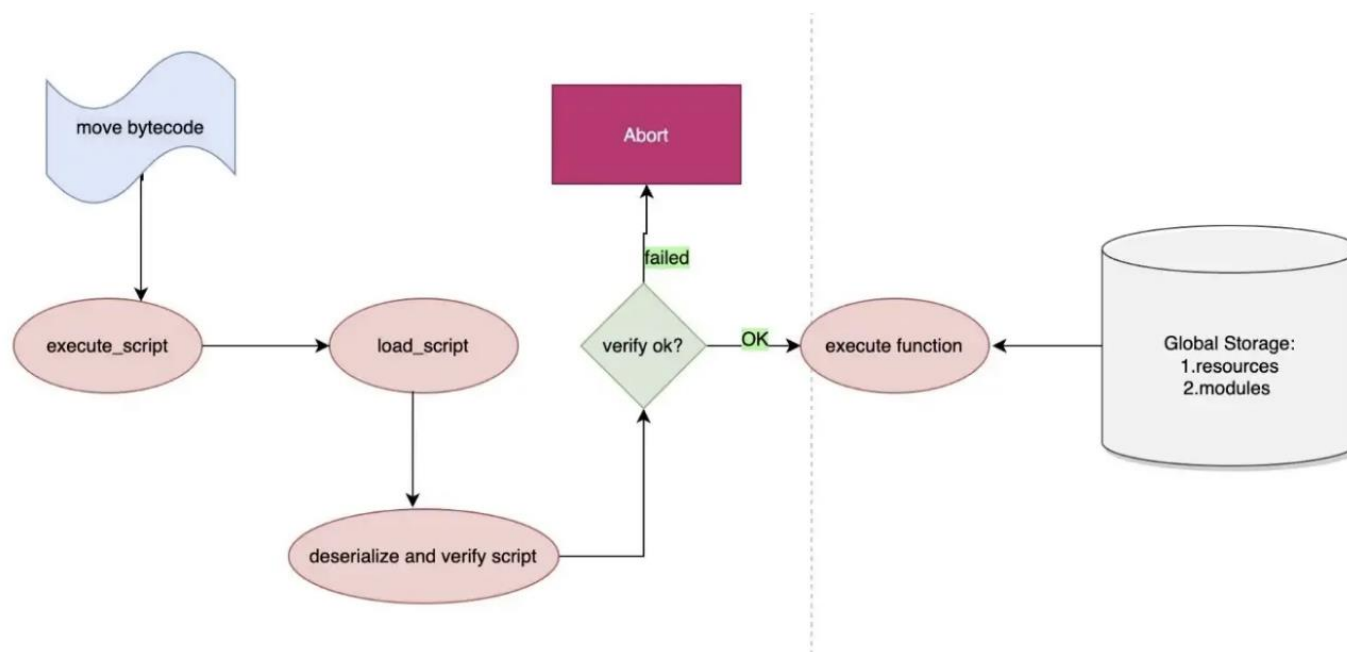 move bytecode
Abort
failed
execute_script
load_script
verify ok?
OK
execute function
Global Storage:
1.resources
2.modules
deserialize and verify script